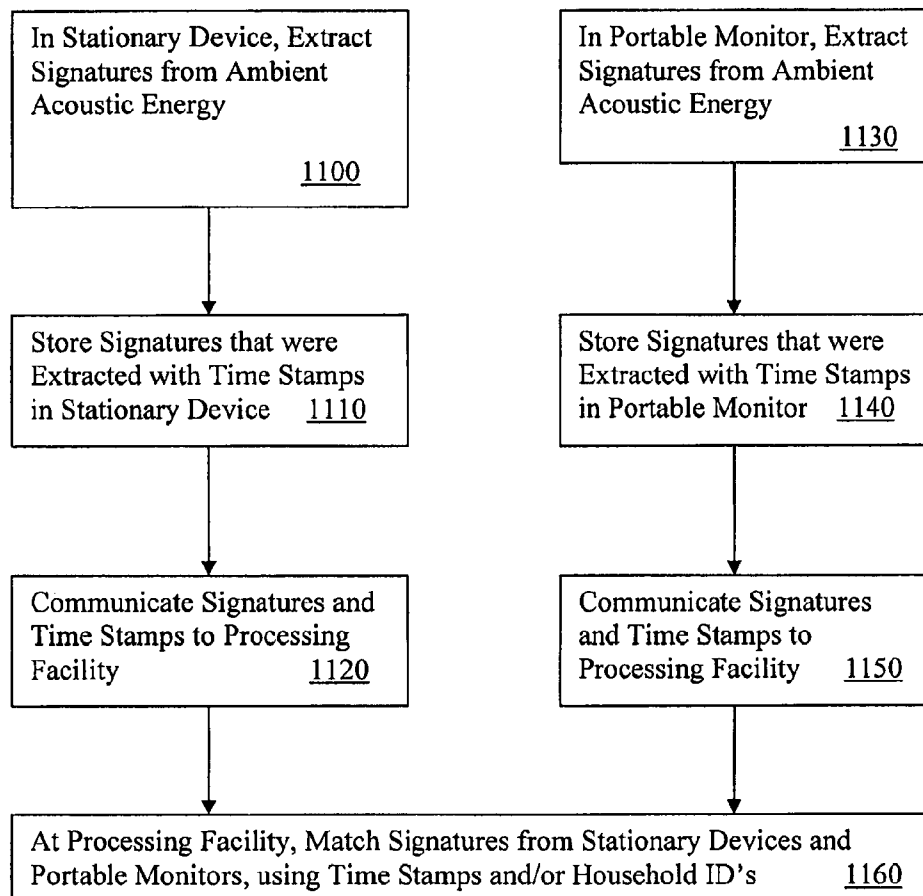 In Stationary Device, Extract
Signatures from Ambient
Acoustic Energy
1100
Store Signatures that were
Extracted with Time Stamps
in Stationary Device 1110
Communicate Signatures and
Time Stamps to Processing
Facility 1120
In Portable Monitor, Extract
Signatures from Ambient
Acoustic Energy
1130
Store Signatures that were
Extracted with Time Stamps
in Portable Monitor 1140
Communicate Signatures
and Time Stamps to
Processing Facility 1150
At Processing Facility, Match Signatures from Stationary Devices and
Portable Monitors, using Time Stamps and/or Household ID's 1160